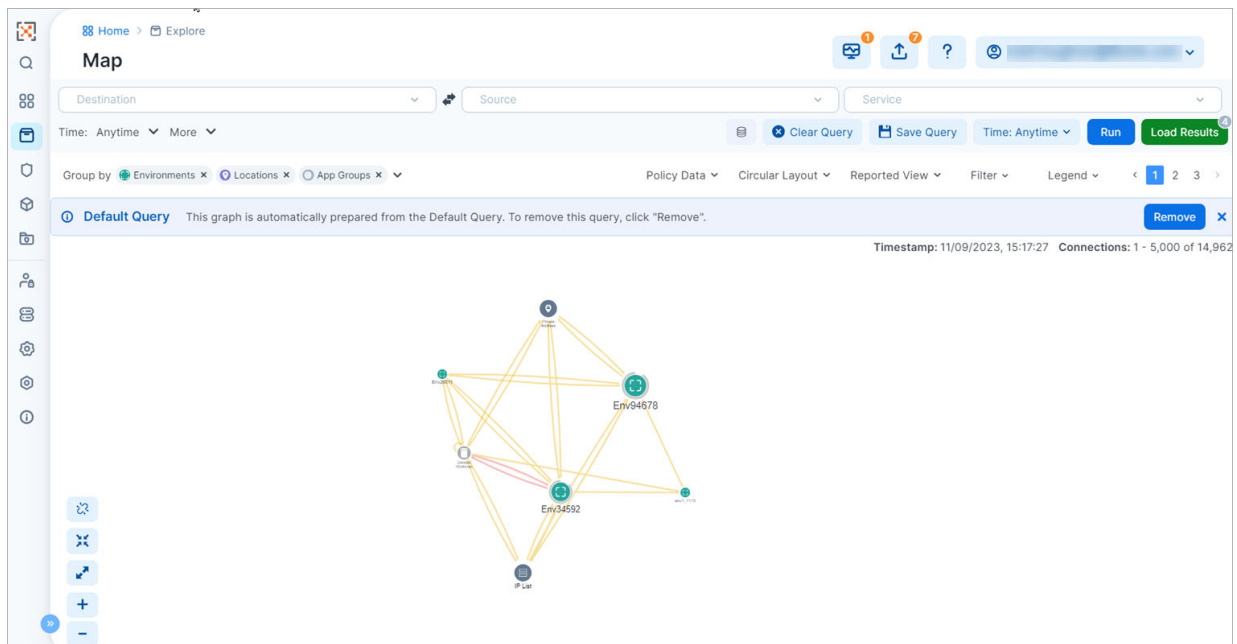 Home > Explore
Map
1
7
?
Destination
Source
Service
Time: Anytime More
Clear Query
Save Query
Time: Anytime
Run
Load Results
4
Group by Environments × Locations × App Groups ×
Policy Data
Circular Layout
Reported View
Filter
Legend
< 1 2 3 >
Default Query This graph is automatically prepared from the Default Query. To remove this query, click "Remove".
Remove
Timestamp: 11/09/2023, 15:17:27 Connections: 1 - 5,000 of 14,962
Env94678
Env34592
IP List